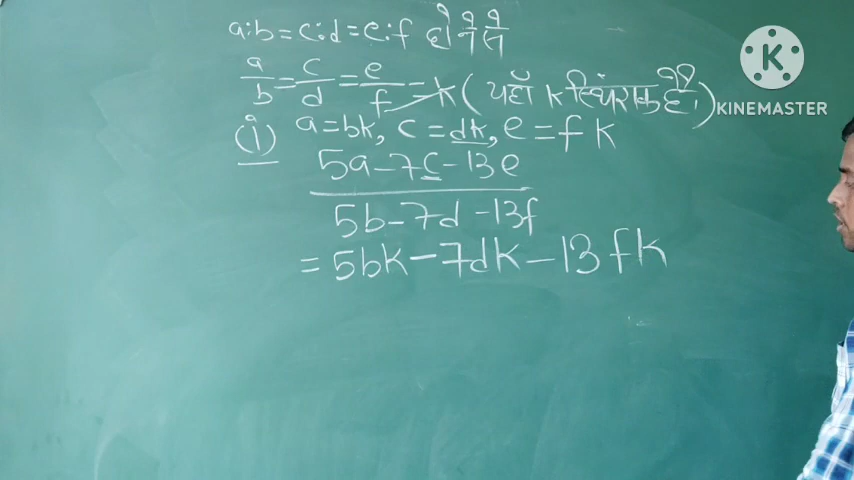 a:b = c:d = e:f
a/b = c/d = e/f = k ( यहाँ k स्थिरांक है। )
KINEMASTER
(i) a = bk, c = dk, e = fk
5a - 7c - 13e
5b - 7d - 13f
= 5bk - 7dk - 13fk